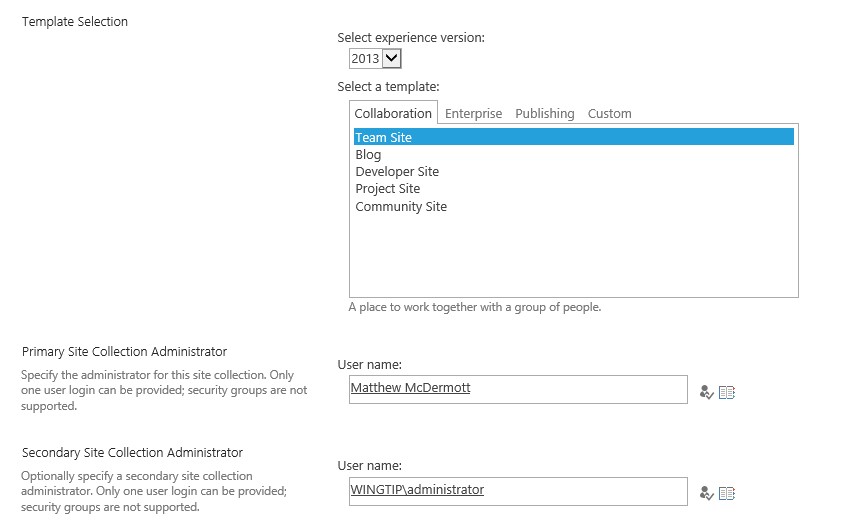 Template Selection
Select experience version:
2013
Select a template:
Collaboration Enterprise Publishing Custom
Team Site
Blog
Developer Site
Project Site
Community Site
A place to work together with a group of people.
Primary Site Collection Administrator
Specify the administrator for this site collection. Only
one user login can be provided; security groups are not
supported.
User name:
Matthew McDermott
Secondary Site Collection Administrator
Optionally specify a secondary site collection
administrator. Only one user login can be provided;
security groups are not supported.
User name:
WINGTIP\administrator